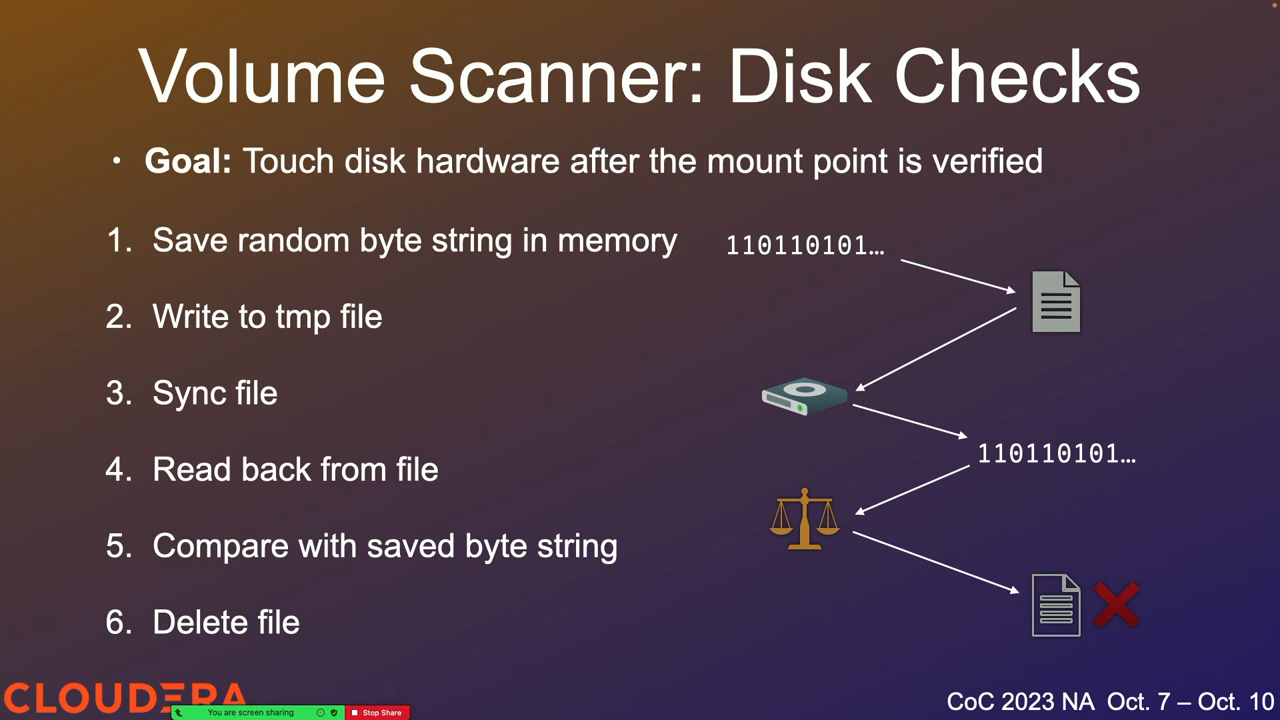 Volume Scanner: Disk Checks
• Goal: Touch disk hardware after the mount point is verified
1. Save random byte string in memory
110110101…
2. Write to tmp file
3. Sync file
4. Read back from file
110110101…
5. Compare with saved byte string
6. Delete file
CLOUDERA
You are screen sharing
Stop Share
CoC 2023 NA Oct. 7 – Oct. 10